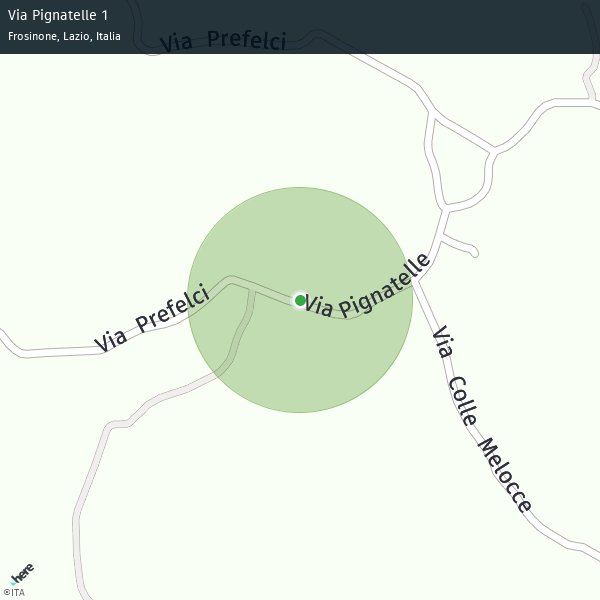 Via Pignatelle 1
Frosinone, Lazio, Italia
Via Prefelci
Via Pignatelle
Via Prefelci
Via Colle Melocce
here
©ITA